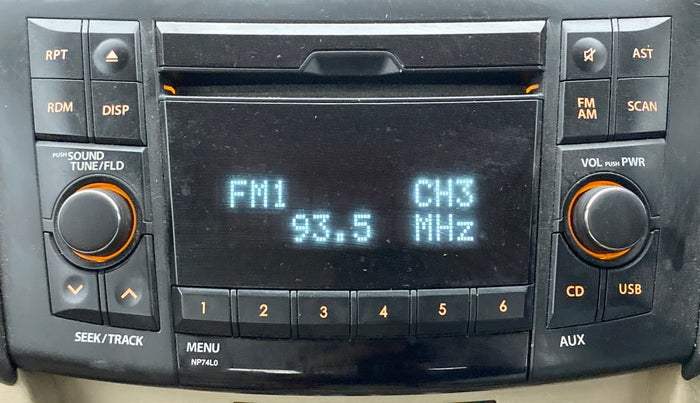 RPT
AST
RDM
DISP
FM
AM
SCAN
PUSH SOUND
TUNE/FLD
VOL PUSH PWR
FM1 CH3
93.5 MHz
CD
USB
1 2 3 4 5 6
SEEK/TRACK
MENU
AUX
NP74L0